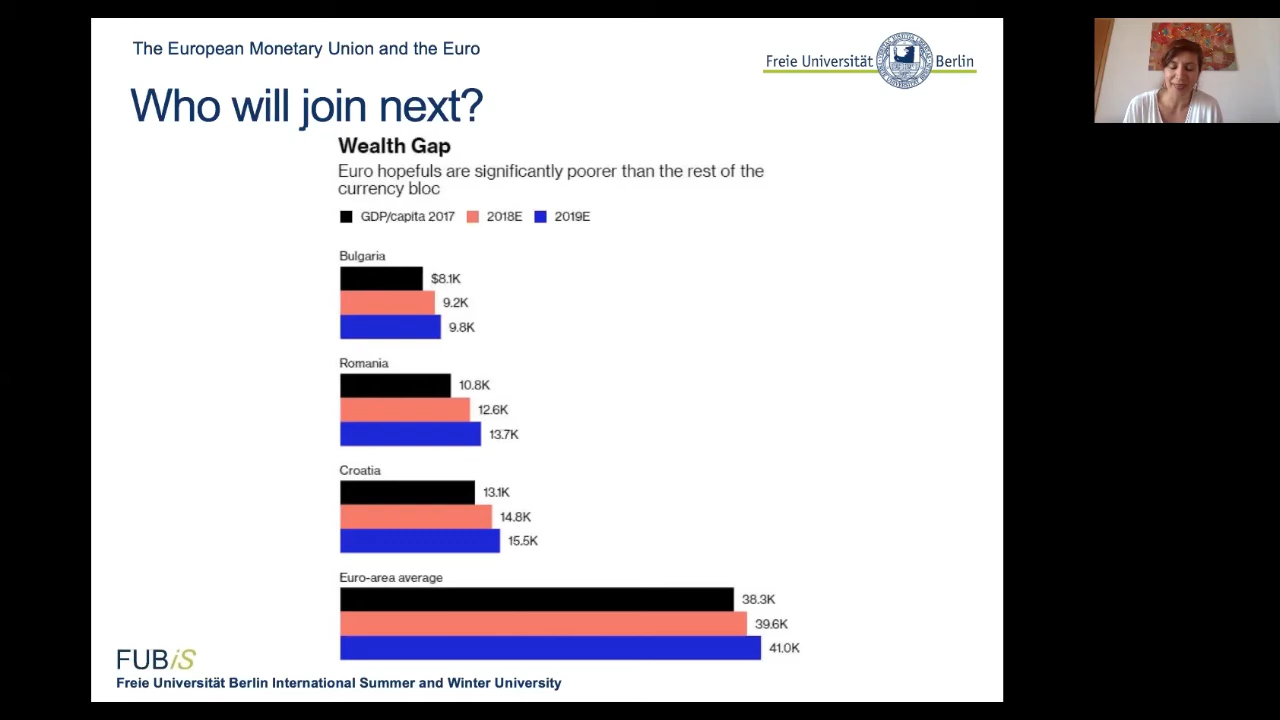 The European Monetary Union and the Euro
Freie Universität Berlin
Who will join next?
Wealth Gap
Euro hopefuls are significantly poorer than the rest of the
currency bloc
GDP/capita 2017 2018E 2019E
Bulgaria
$8.1K
9.2K
9.8K
Romania
10.8K
12.6K
13.7K
Croatia
13.1K
14.8K
15.5K
Euro-area average
38.3K
39.6K
41.0K
FUBiS
Freie Universität Berlin International Summer and Winter University